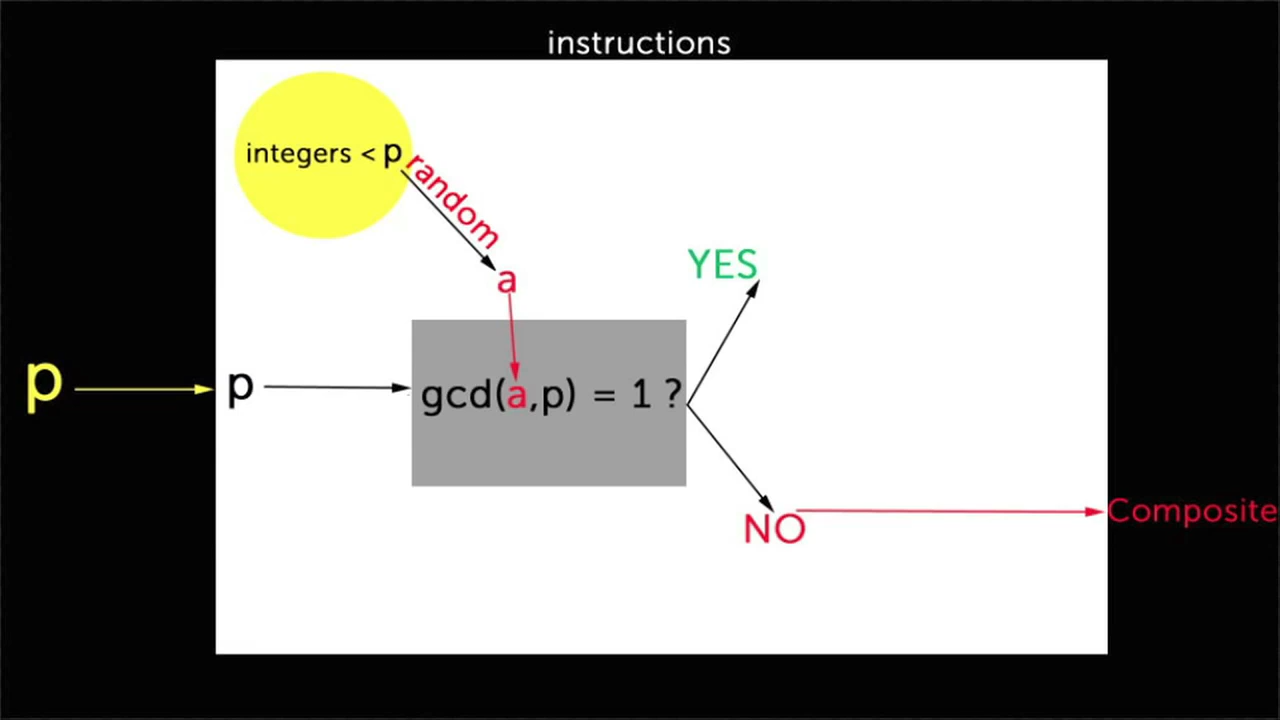 instructions
integers < p
random
a
YES
p
p
gcd(a,p) = 1 ?
NO
Composite